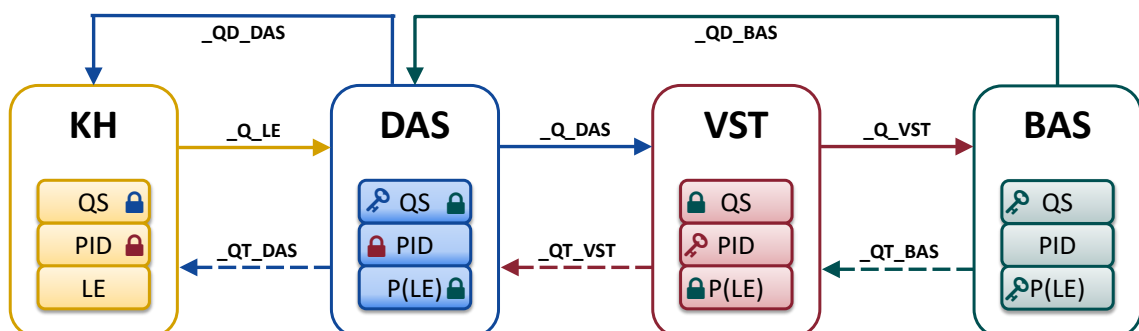 _QD_DAS
_QD_BAS
KH
DAS
VST
BAS
_Q_LE
_Q_DAS
_Q_VST
QS
QS
QS
QS
PID
PID
PID
PID
_QT_DAS
_QT_VST
_QT_BAS
LE
P(LE)
P(LE)
P(LE)